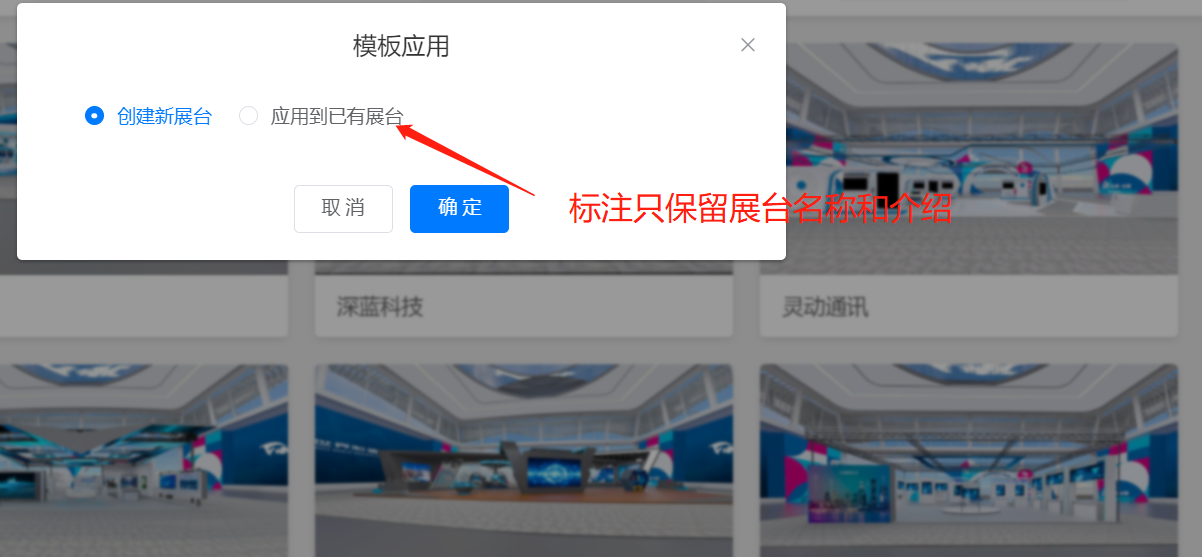 模板应用
创建新展台 应用到已有展台
取 消 确 定
标注只保留展台名称和介绍
深蓝科技 灵动通讯